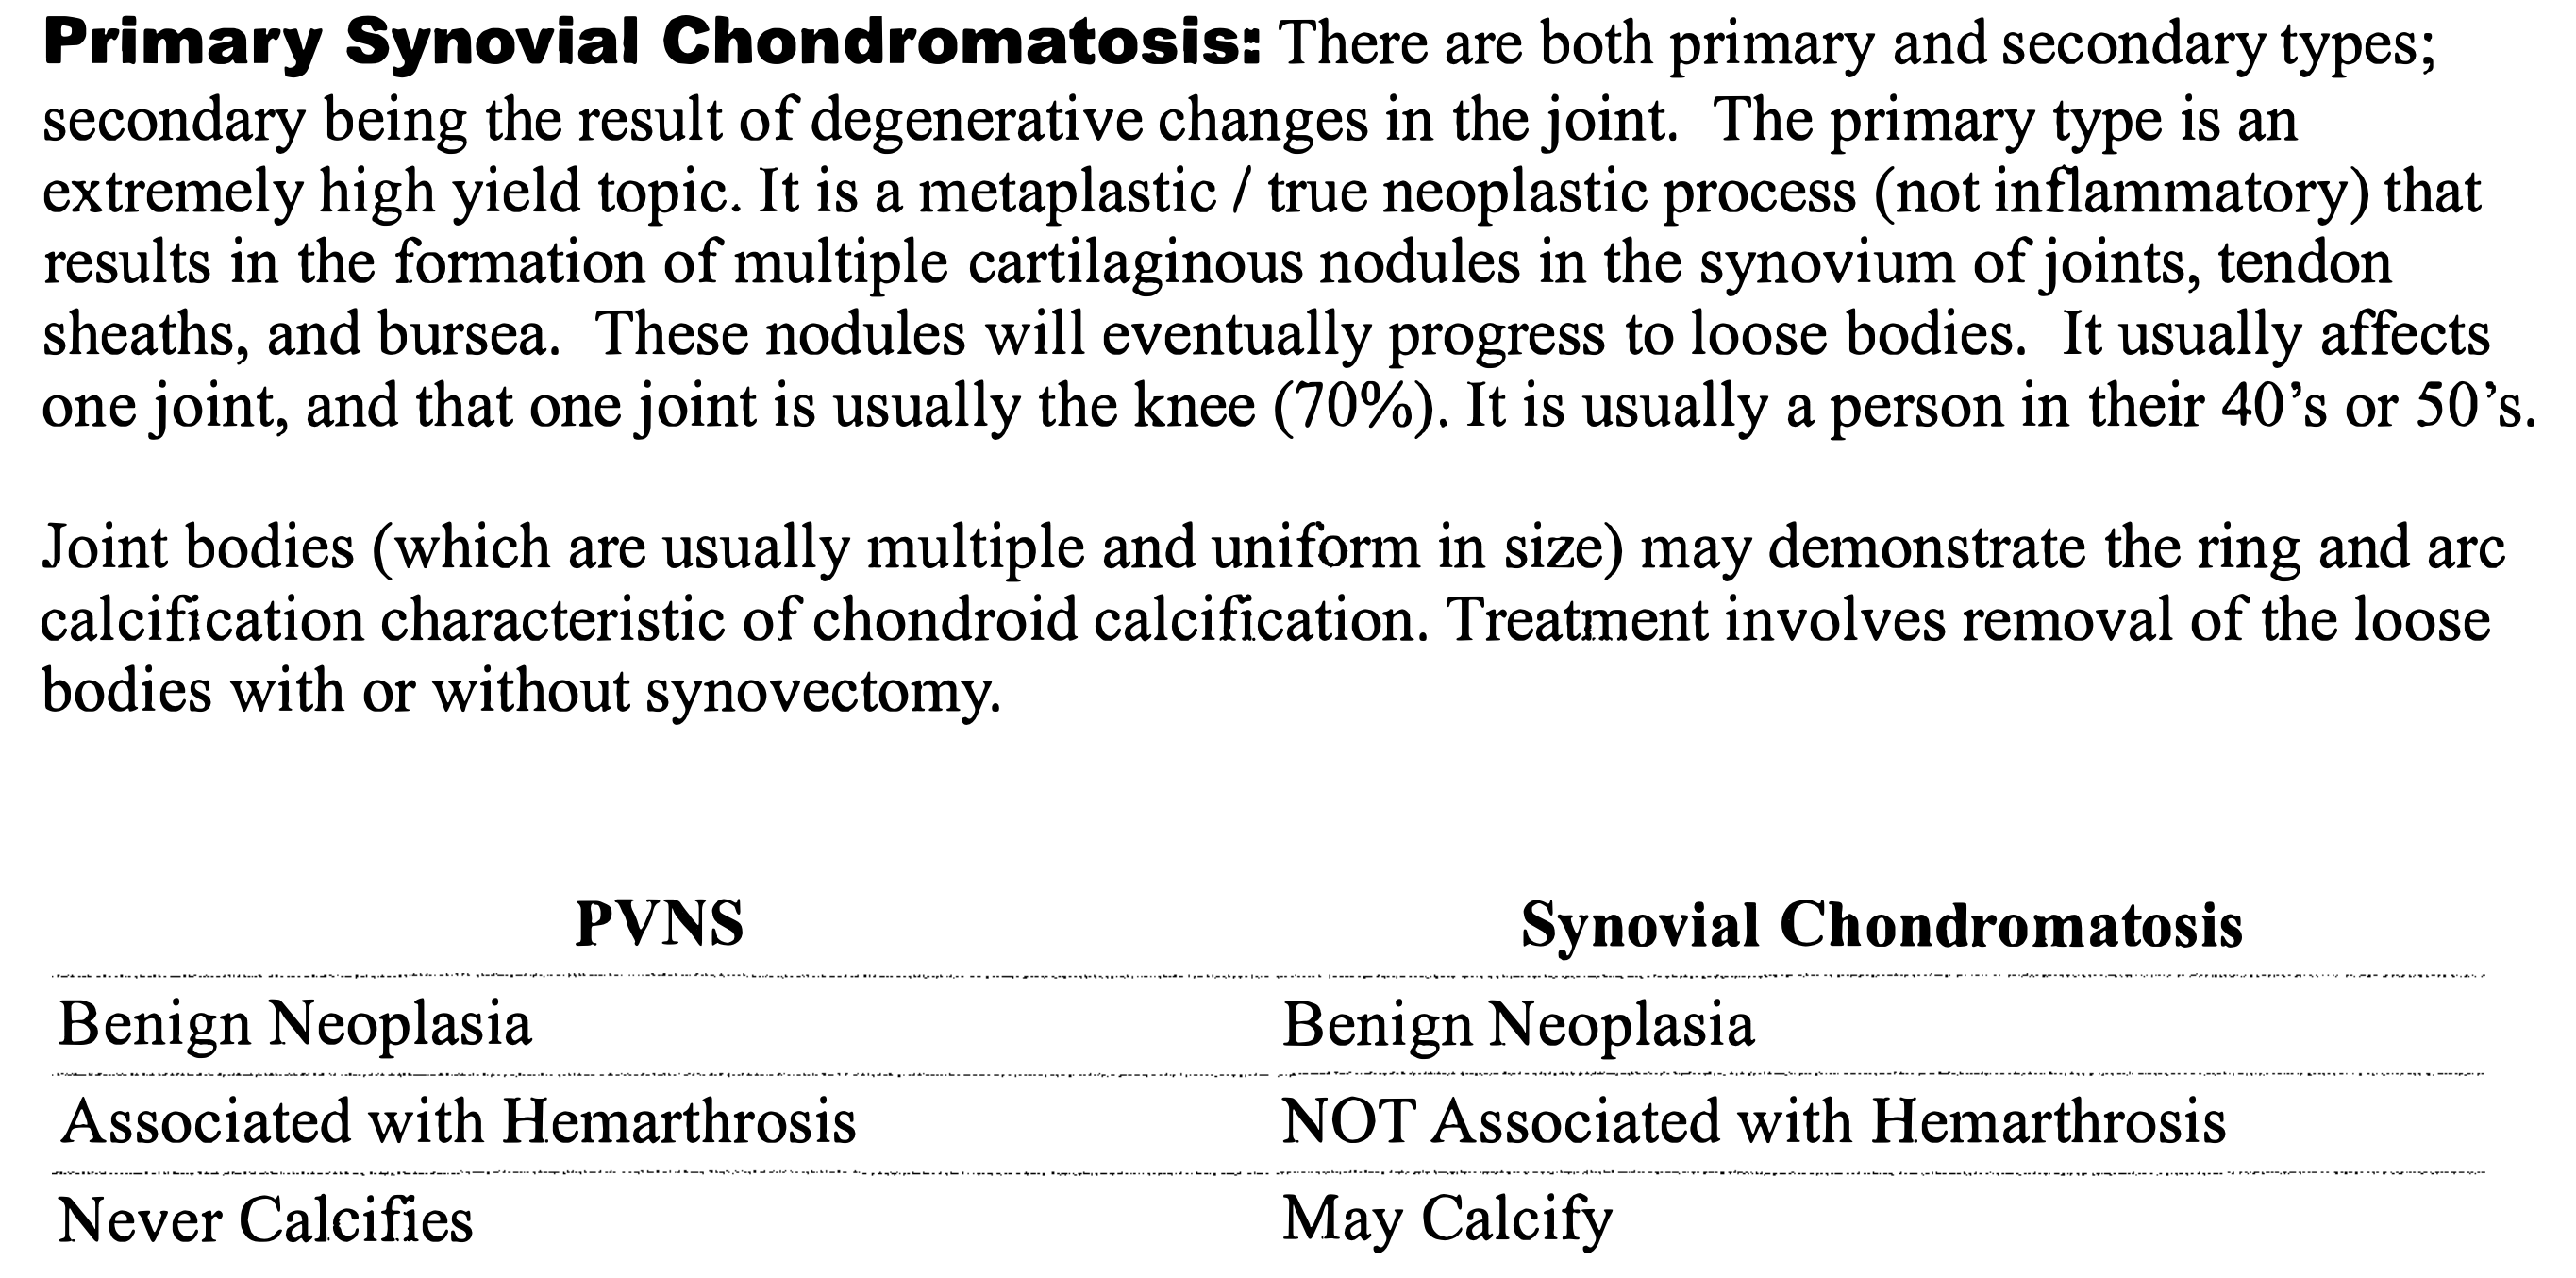 Primary Synovial Chondromatosis: There are both primary and secondary types;
secondary being the result of degenerative changes in the joint. The primary type is an
extremely high yield topic. It is a metaplastic / true neoplastic process (not inflammatory) that
results in the formation of multiple cartilaginous nodules in the synovium of joints, tendon
sheaths, and bursea. These nodules will eventually progress to loose bodies. It usually affects
one joint, and that one joint is usually the knee (70%). It is usually a person in their 40's or 50's.
Joint bodies (which are usually multiple and uniform in size) may demonstrate the ring and arc
calcification characteristic of chondroid calcification. Treatment involves removal of the loose
bodies with or without synovectomy.
PVNS Synovial Chondromatosis
Benign Neoplasia Benign Neoplasia
Associated with Hemarthrosis NOT Associated with Hemarthrosis
Never Calcifies May Calcify